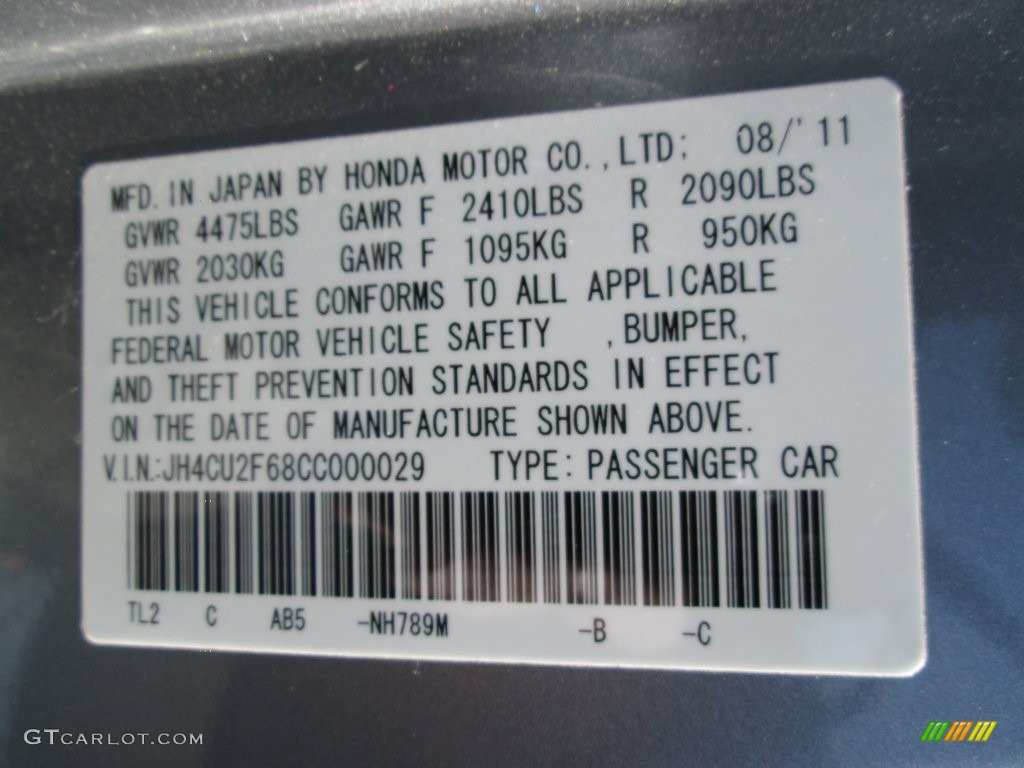 MFD. IN JAPAN BY HONDA MOTOR CO., LTD; 08/'11
GVWR 4475LBS GAWR F 2410LBS R 2090LBS
GVWR 2030KG GAWR F 1095KG R 950KG
THIS VEHICLE CONFORMS TO ALL APPLICABLE
FEDERAL MOTOR VEHICLE SAFETY , BUMPER,
AND THEFT PREVENTION STANDARDS IN EFFECT
ON THE DATE OF MANUFACTURE SHOWN ABOVE.
V.I.N.:JH4CU2F68CC000029 TYPE: PASSENGER CAR
TL2 C AB5 -NH789M -B -C
GTCARLOT.COM